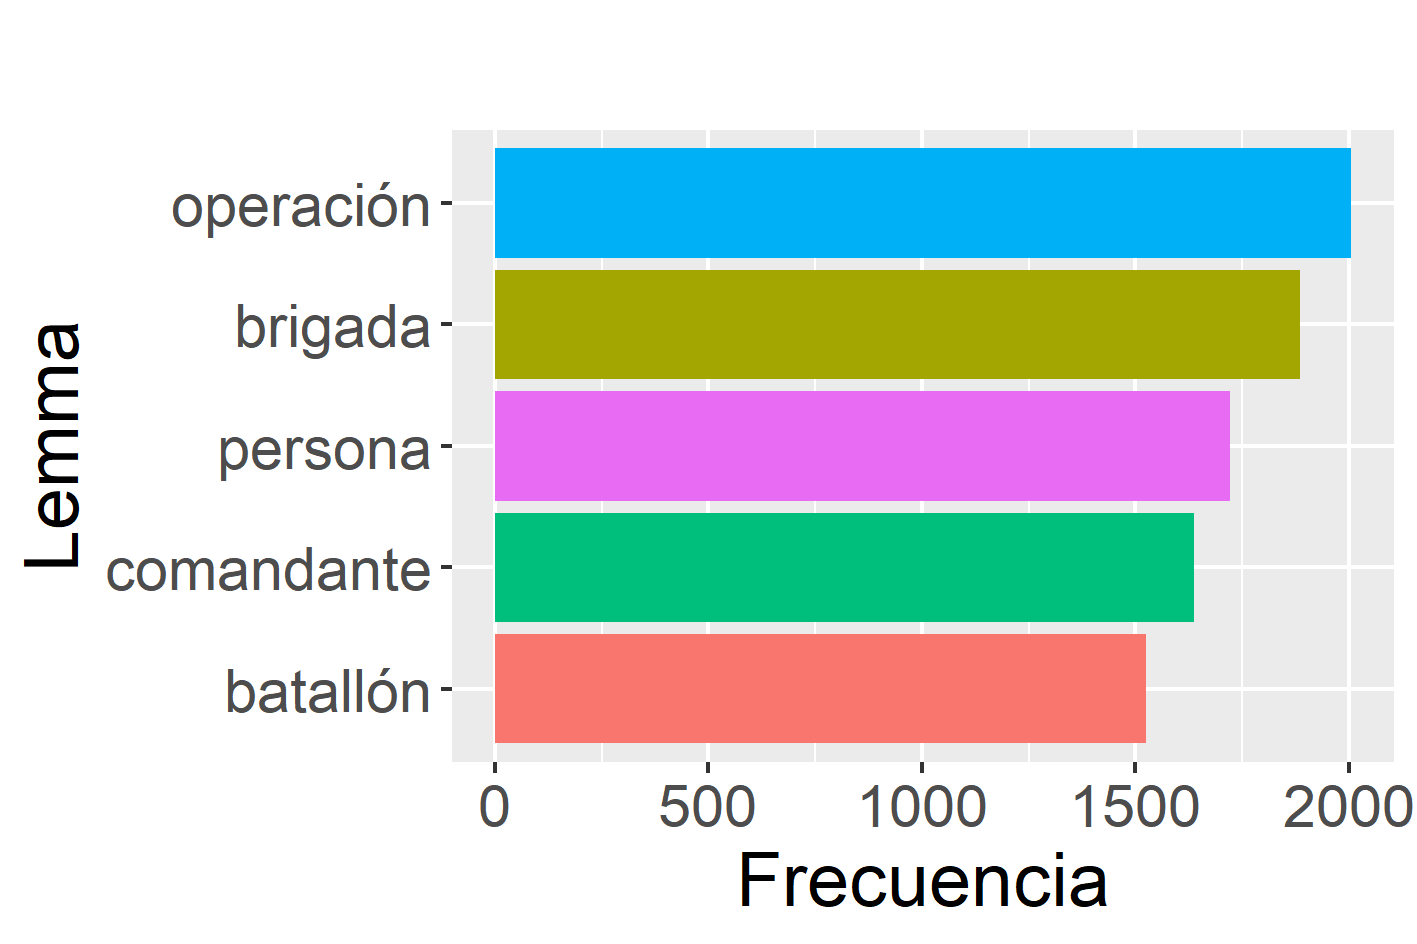 Lemma
operación
brigada
persona
comandante
batallón
0 500 1000 1500 2000
Frecuencia